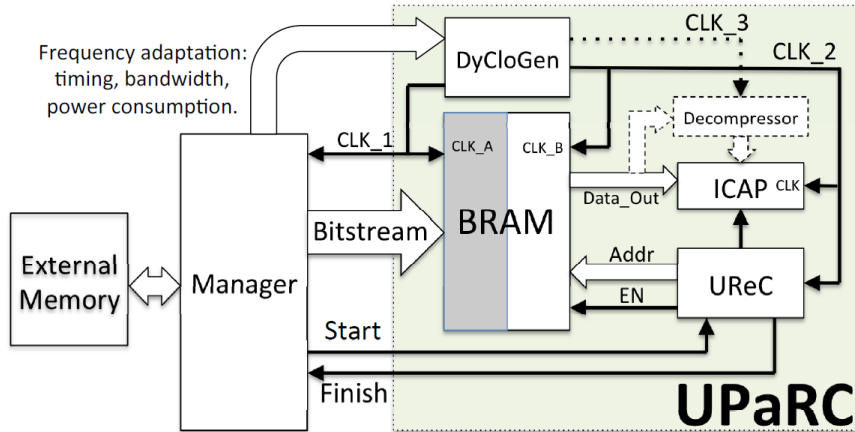 Frequency adaptation:
timing, bandwidth,
power consumption.
DyCloGen
CLK_3
CLK_2
Decompressor
CLK_1
CLK_A
CLK_B
BRAM
Data_Out
ICAP
CLK
Bitstream
External
Memory
Manager
Addr
EN
UReC
Start
Finish
UPaRC